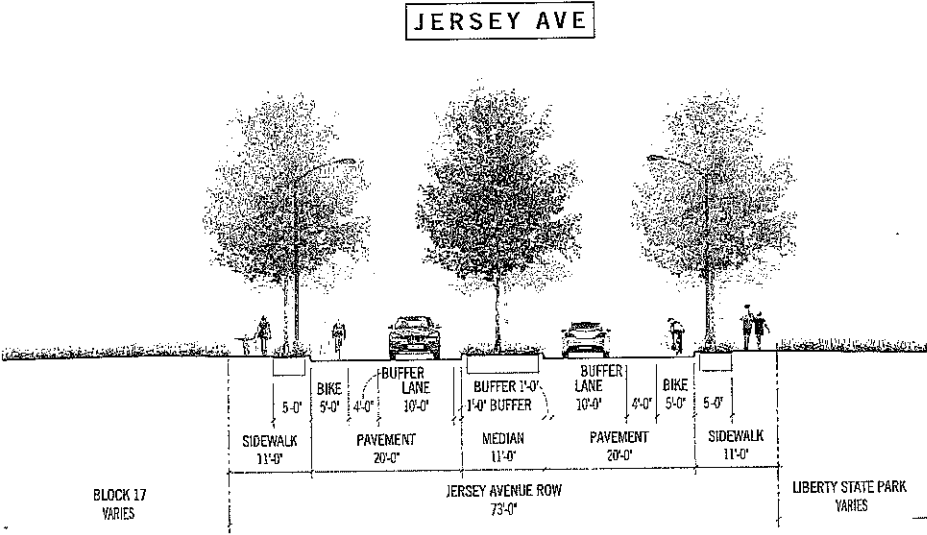 JERSEY AVE
BUFFER
BUFFER
BIKE
LANE
BUFFER 1'-0"
LANE
BIKE
5'-0"
5'-0"
4'-0"
10'-0"
1'-0" BUFFER
10'-0"
4'-0"
5'-0"
5'-0"
SIDEWALK
PAVEMENT
MEDIAN
PAVEMENT
SIDEWALK
11'-0"
20'-0"
11'-0"
20'-0"
11'-0"
BLOCK 17
VARIES
JERSEY AVENUE ROW
73'-0"
LIBERTY STATE PARK
VARIES